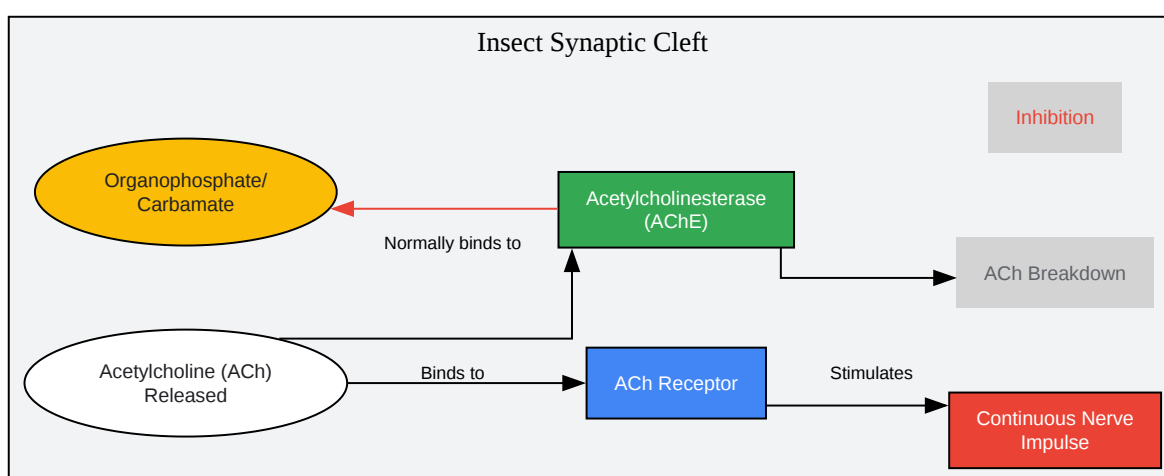 Insect Synaptic Cleft
Inhibition
Organophosphate/
Carbamate
Acetylcholinesterase
(AChE)
Normally binds to
ACh Breakdown
Acetylcholine (ACh)
Released
Binds to
ACh Receptor
Stimulates
Continuous Nerve
Impulse